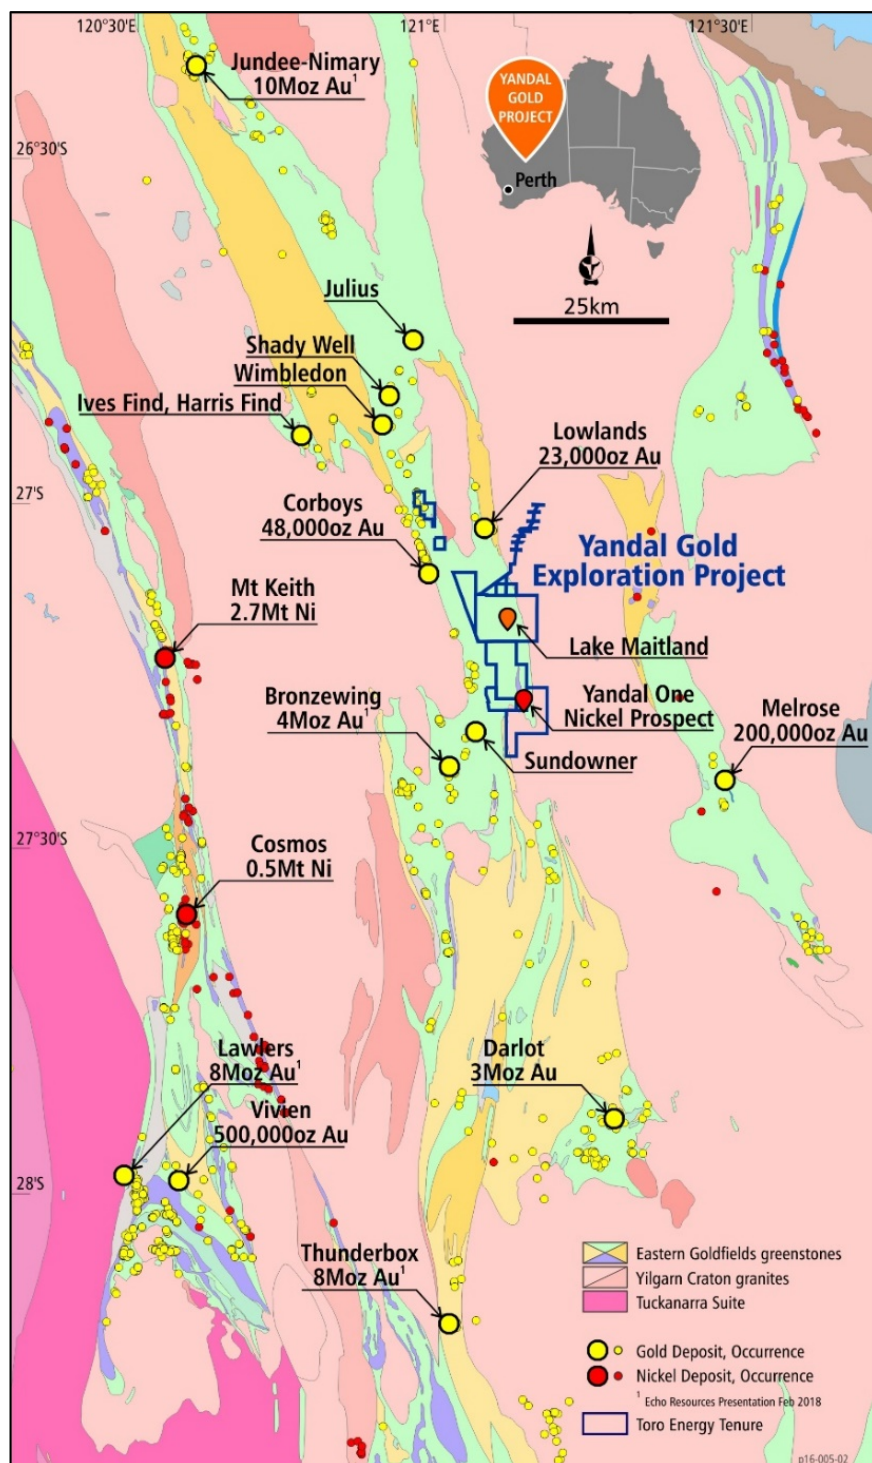 120°30'E
121°E
121°30'E
Jundee-Nimary
10Moz Au¹
YANDAL
GOLD
PROJECT
Perth
26°30'S
25km
Julius
Shady Well
Wimbledon
Ives Find, Harris Find
Lowlands
23,000oz Au
27°S
Corboys
48,000oz Au
Yandal Gold
Exploration Project
Mt Keith
2.7Mt Ni
Lake Maitland
Bronzewing
4Moz Au¹
Yandal One
Nickel Prospect
Melrose
200,000oz Au
Sundowner
27°30'S
Cosmos
0.5Mt Ni
Lawlers
8Moz Au¹
Darlot
3Moz Au
Vivien
500,000oz Au
28°S
Thunderbox
8Moz Au¹
Eastern Goldfields greenstones
Yilgarn Craton granites
Tuckanarra Suite
Gold Deposit, Occurrence
Nickel Deposit, Occurrence
¹ Echo Resources Presentation Feb 2018
Toro Energy Tenure
p16-005-02